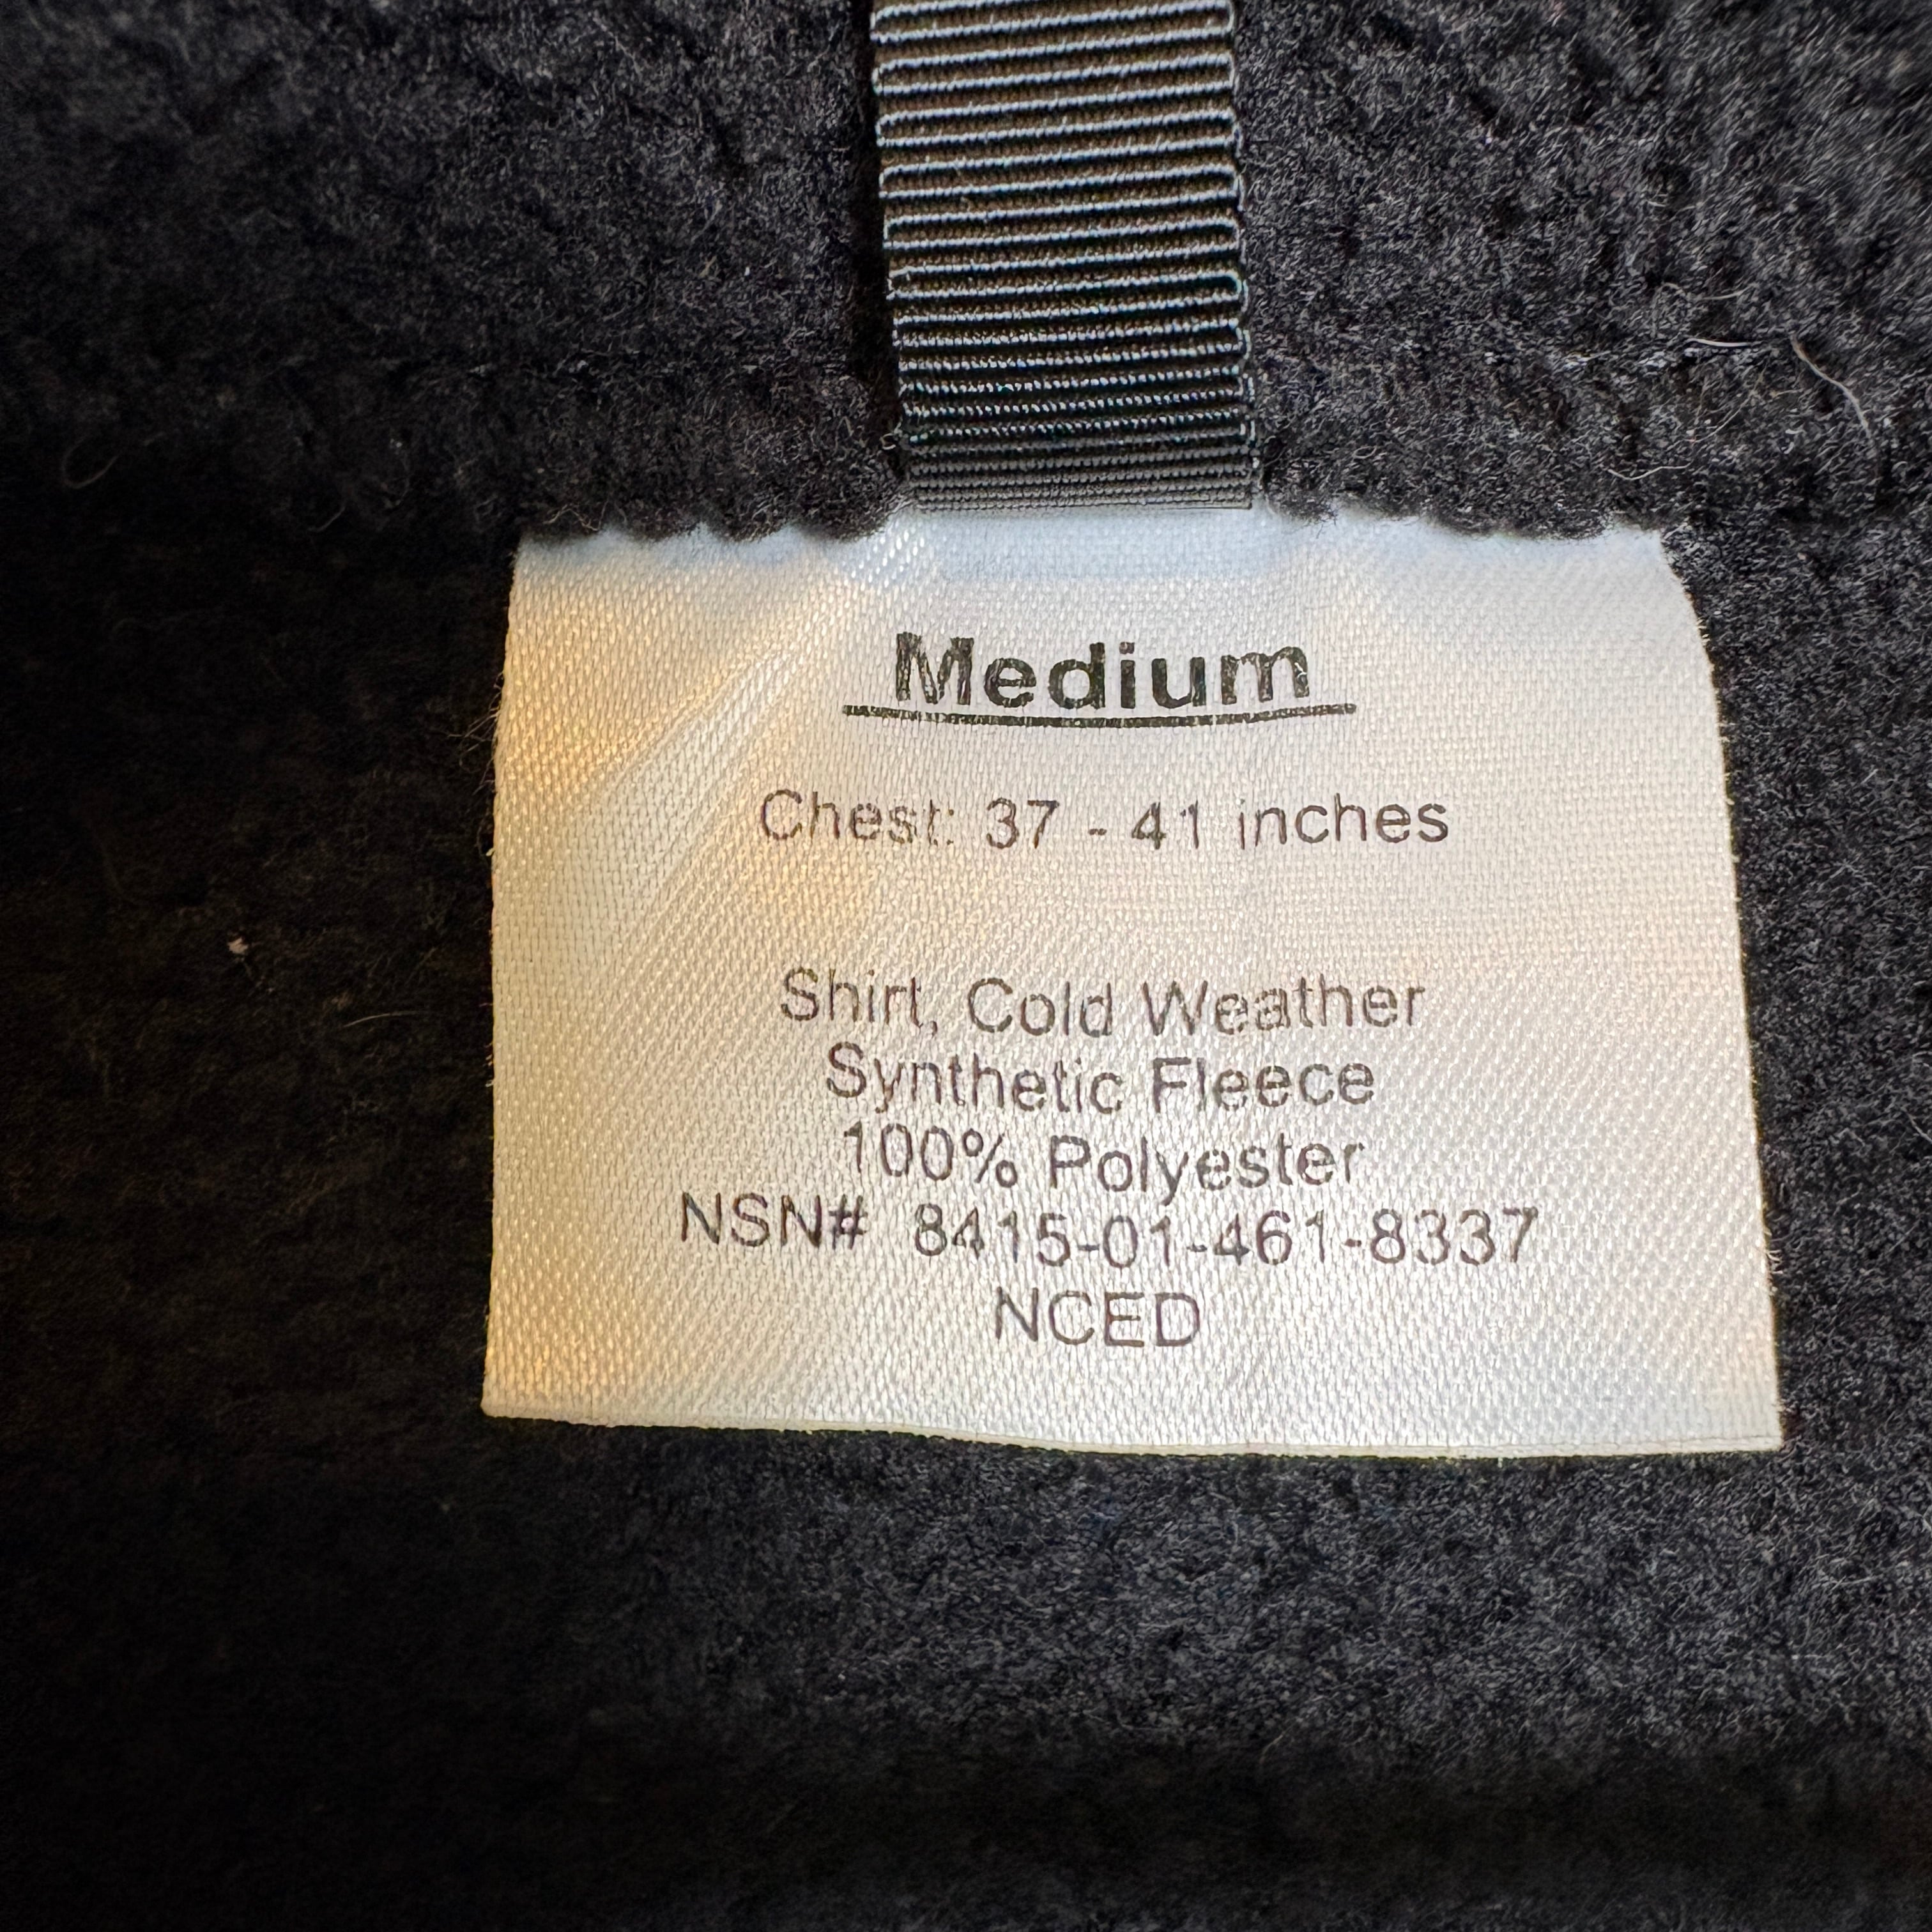 Medium
Chest: 37 - 41 inches
Shirt, Cold Weather
Synthetic Fleece
100% Polyester
NSN# 8415-01-461-8337
NCED